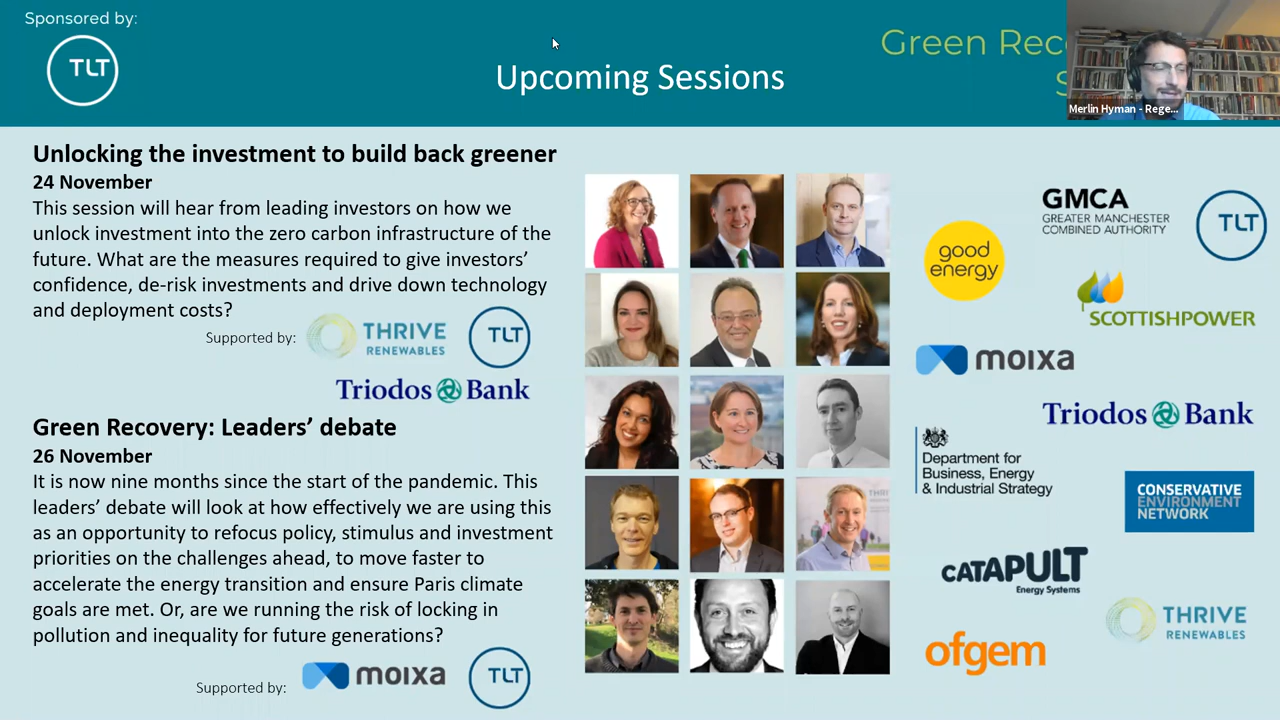 Sponsored by:
TLT
Upcoming Sessions
Green Rec
Merlin Hyman - Rege...
Unlocking the investment to build back greener
24 November
This session will hear from leading investors on how we
unlock investment into the zero carbon infrastructure of the
future. What are the measures required to give investors’
confidence, de-risk investments and drive down technology
and deployment costs?
Supported by:
THRIVE
RENEWABLES
TLT
Triodos Bank
Green Recovery: Leaders’ debate
26 November
It is now nine months since the start of the pandemic. This
leaders’ debate will look at how effectively we are using this
as an opportunity to refocus policy, stimulus and investment
priorities on the challenges ahead, to move faster to
accelerate the energy transition and ensure Paris climate
goals are met. Or, are we running the risk of locking in
pollution and inequality for future generations?
Supported by:
moixa
TLT
GMCA
GREATER MANCHESTER
COMBINED AUTHORITY
TLT
good
energy
SCOTTISHPOWER
moixa
Triodos Bank
Department for
Business, Energy
& Industrial Strategy
CONSERVATIVE
ENVIRONMENT
NETWORK
CATAPULT
Energy Systems
THRIVE
RENEWABLES
ofgem